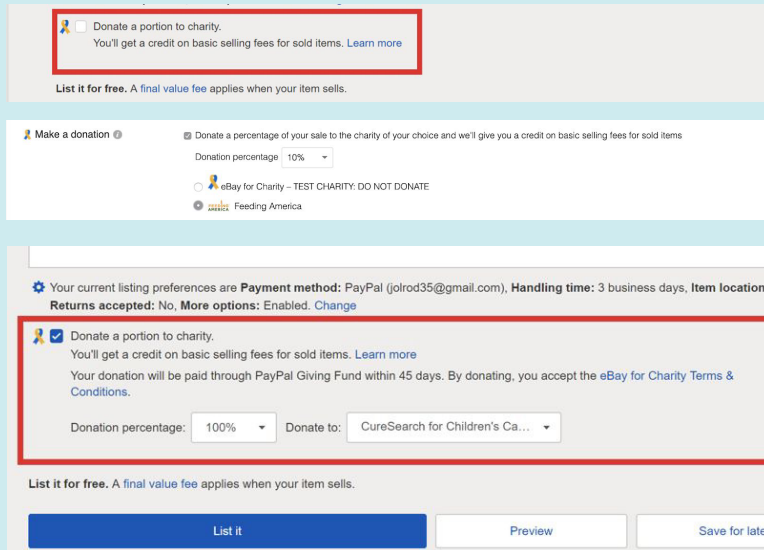 Donate a portion to charity.
You'll get a credit on basic selling fees for sold items. Learn more
List it for free. A final value fee applies when your item sells.
Make a donation
Donate a percentage of your sale to the charity of your choice and we'll give you a credit on basic selling fees for sold items
Donation percentage 10%
eBay for Charity – TEST CHARITY: DO NOT DONATE
FEEDING AMERICA Feeding America
Your current listing preferences are Payment method: PayPal (jolrod35@gmail.com), Handling time: 3 business days, Item location
Returns accepted: No, More options: Enabled. Change
Donate a portion to charity.
You'll get a credit on basic selling fees for sold items. Learn more
Your donation will be paid through PayPal Giving Fund within 45 days. By donating, you accept the eBay for Charity Terms &
Conditions.
Donation percentage: 100% Donate to: CureSearch for Children's Ca...
List it for free. A final value fee applies when your item sells.
List it Preview Save for late